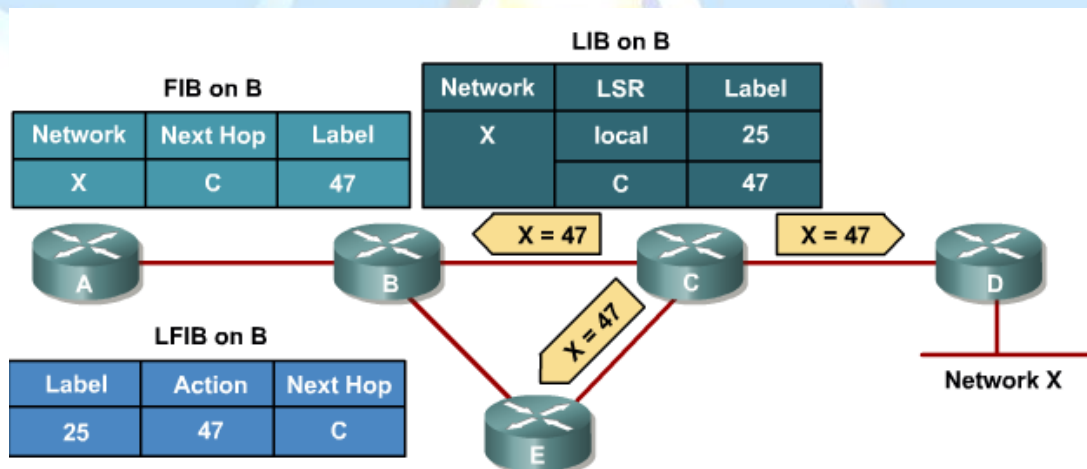 LIB on B
Network LSR Label
X local 25
C 47
FIB on B
Network Next Hop Label
X C 47
X = 47
X = 47
A
B
C
D
X = 47
LFIB on B
Label Action Next Hop
25 47 C
E
Network X